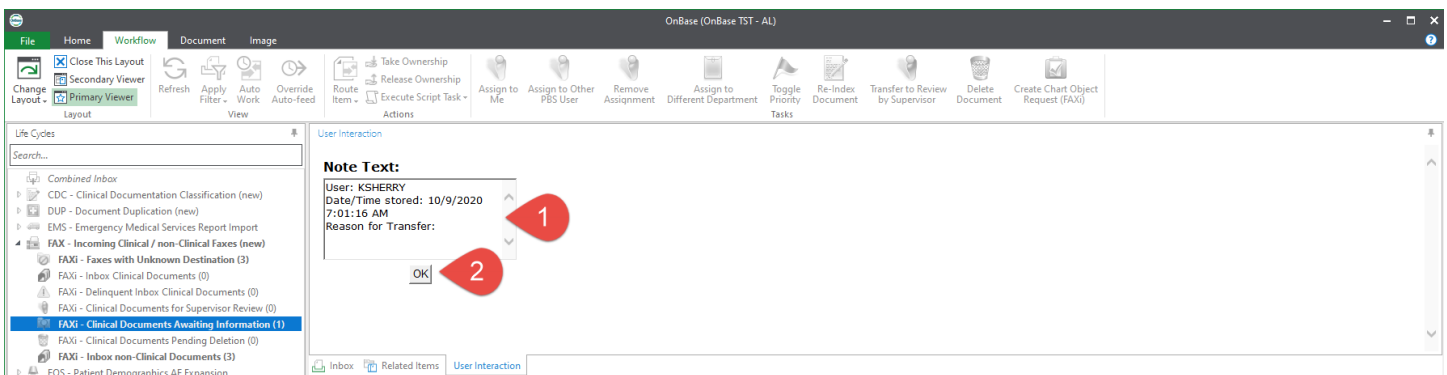 OnBase (OnBase TST - AL)
File Home Workflow Document Image
Change Layout
Close This Layout
Secondary Viewer
Primary Viewer
Layout
Refresh
Apply Filter
Auto Work
Override Auto-feed
View
Route Item
Take Ownership
Release Ownership
Execute Script Task
Actions
Assign to Me
Assign to Other PBS User
Remove Assignment
Assign to Different Department
Toggle Priority
Re-Index Document
Transfer to Review by Supervisor
Delete Document
Create Chart Object Request (FAXi)
Tasks
Life Cycles
Search...
Combined Inbox
CDC - Clinical Documentation Classification (new)
DUP - Document Duplication (new)
EMS - Emergency Medical Services Report Import
FAX - Incoming Clinical / non-Clinical Faxes (new)
FAXi - Faxes with Unknown Destination (3)
FAXi - Inbox Clinical Documents (0)
FAXi - Delinquent Inbox Clinical Documents (0)
FAXi - Clinical Documents for Supervisor Review (0)
FAXi - Clinical Documents Awaiting Information (1)
FAXi - Clinical Documents Pending Deletion (0)
FAXi - Inbox non-Clinical Documents (3)
EOS - Patient Demographics AE Expansion
User Interaction
Note Text:
User: KSHERRY
Date/Time stored: 10/9/2020
7:01:16 AM
Reason for Transfer:
1
OK
2
Inbox Related Items User Interaction